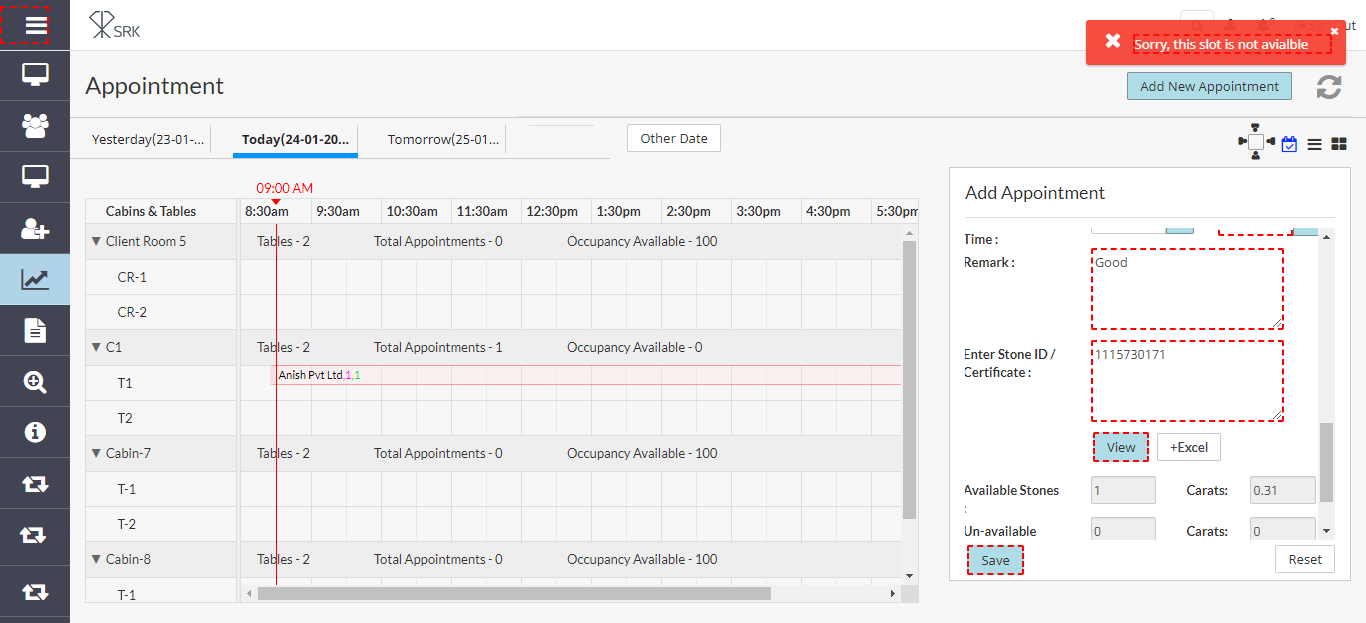 SRK
Sorry, this slot is not avialble
Appointment
Add New Appointment
Yesterday(23-01-...
Today(24-01-20...
Tomorrow(25-01...
Other Date
09:00 AM
Cabins & Tables 8:30am 9:30am 10:30am 11:30am 12:30pm 1:30pm 2:30pm 3:30pm 4:30pm 5:30pm
Client Room 5 Tables - 2 Total Appointments - 0 Occupancy Available - 100
CR-1
CR-2
C1 Tables - 2 Total Appointments - 1 Occupancy Available - 0
T1 Anish Pvt Ltd,1,1
T2
Cabin-7 Tables - 2 Total Appointments - 0 Occupancy Available - 100
T-1
T-2
Cabin-8 Tables - 2 Total Appointments - 0 Occupancy Available - 100
T-1
Add Appointment
Time :
Remark : Good
Enter Stone ID / 1115730171
Certificate :
View +Excel
Available Stones 1 Carats: 0.31
:
Un-available 0 Carats: 0
Save Reset